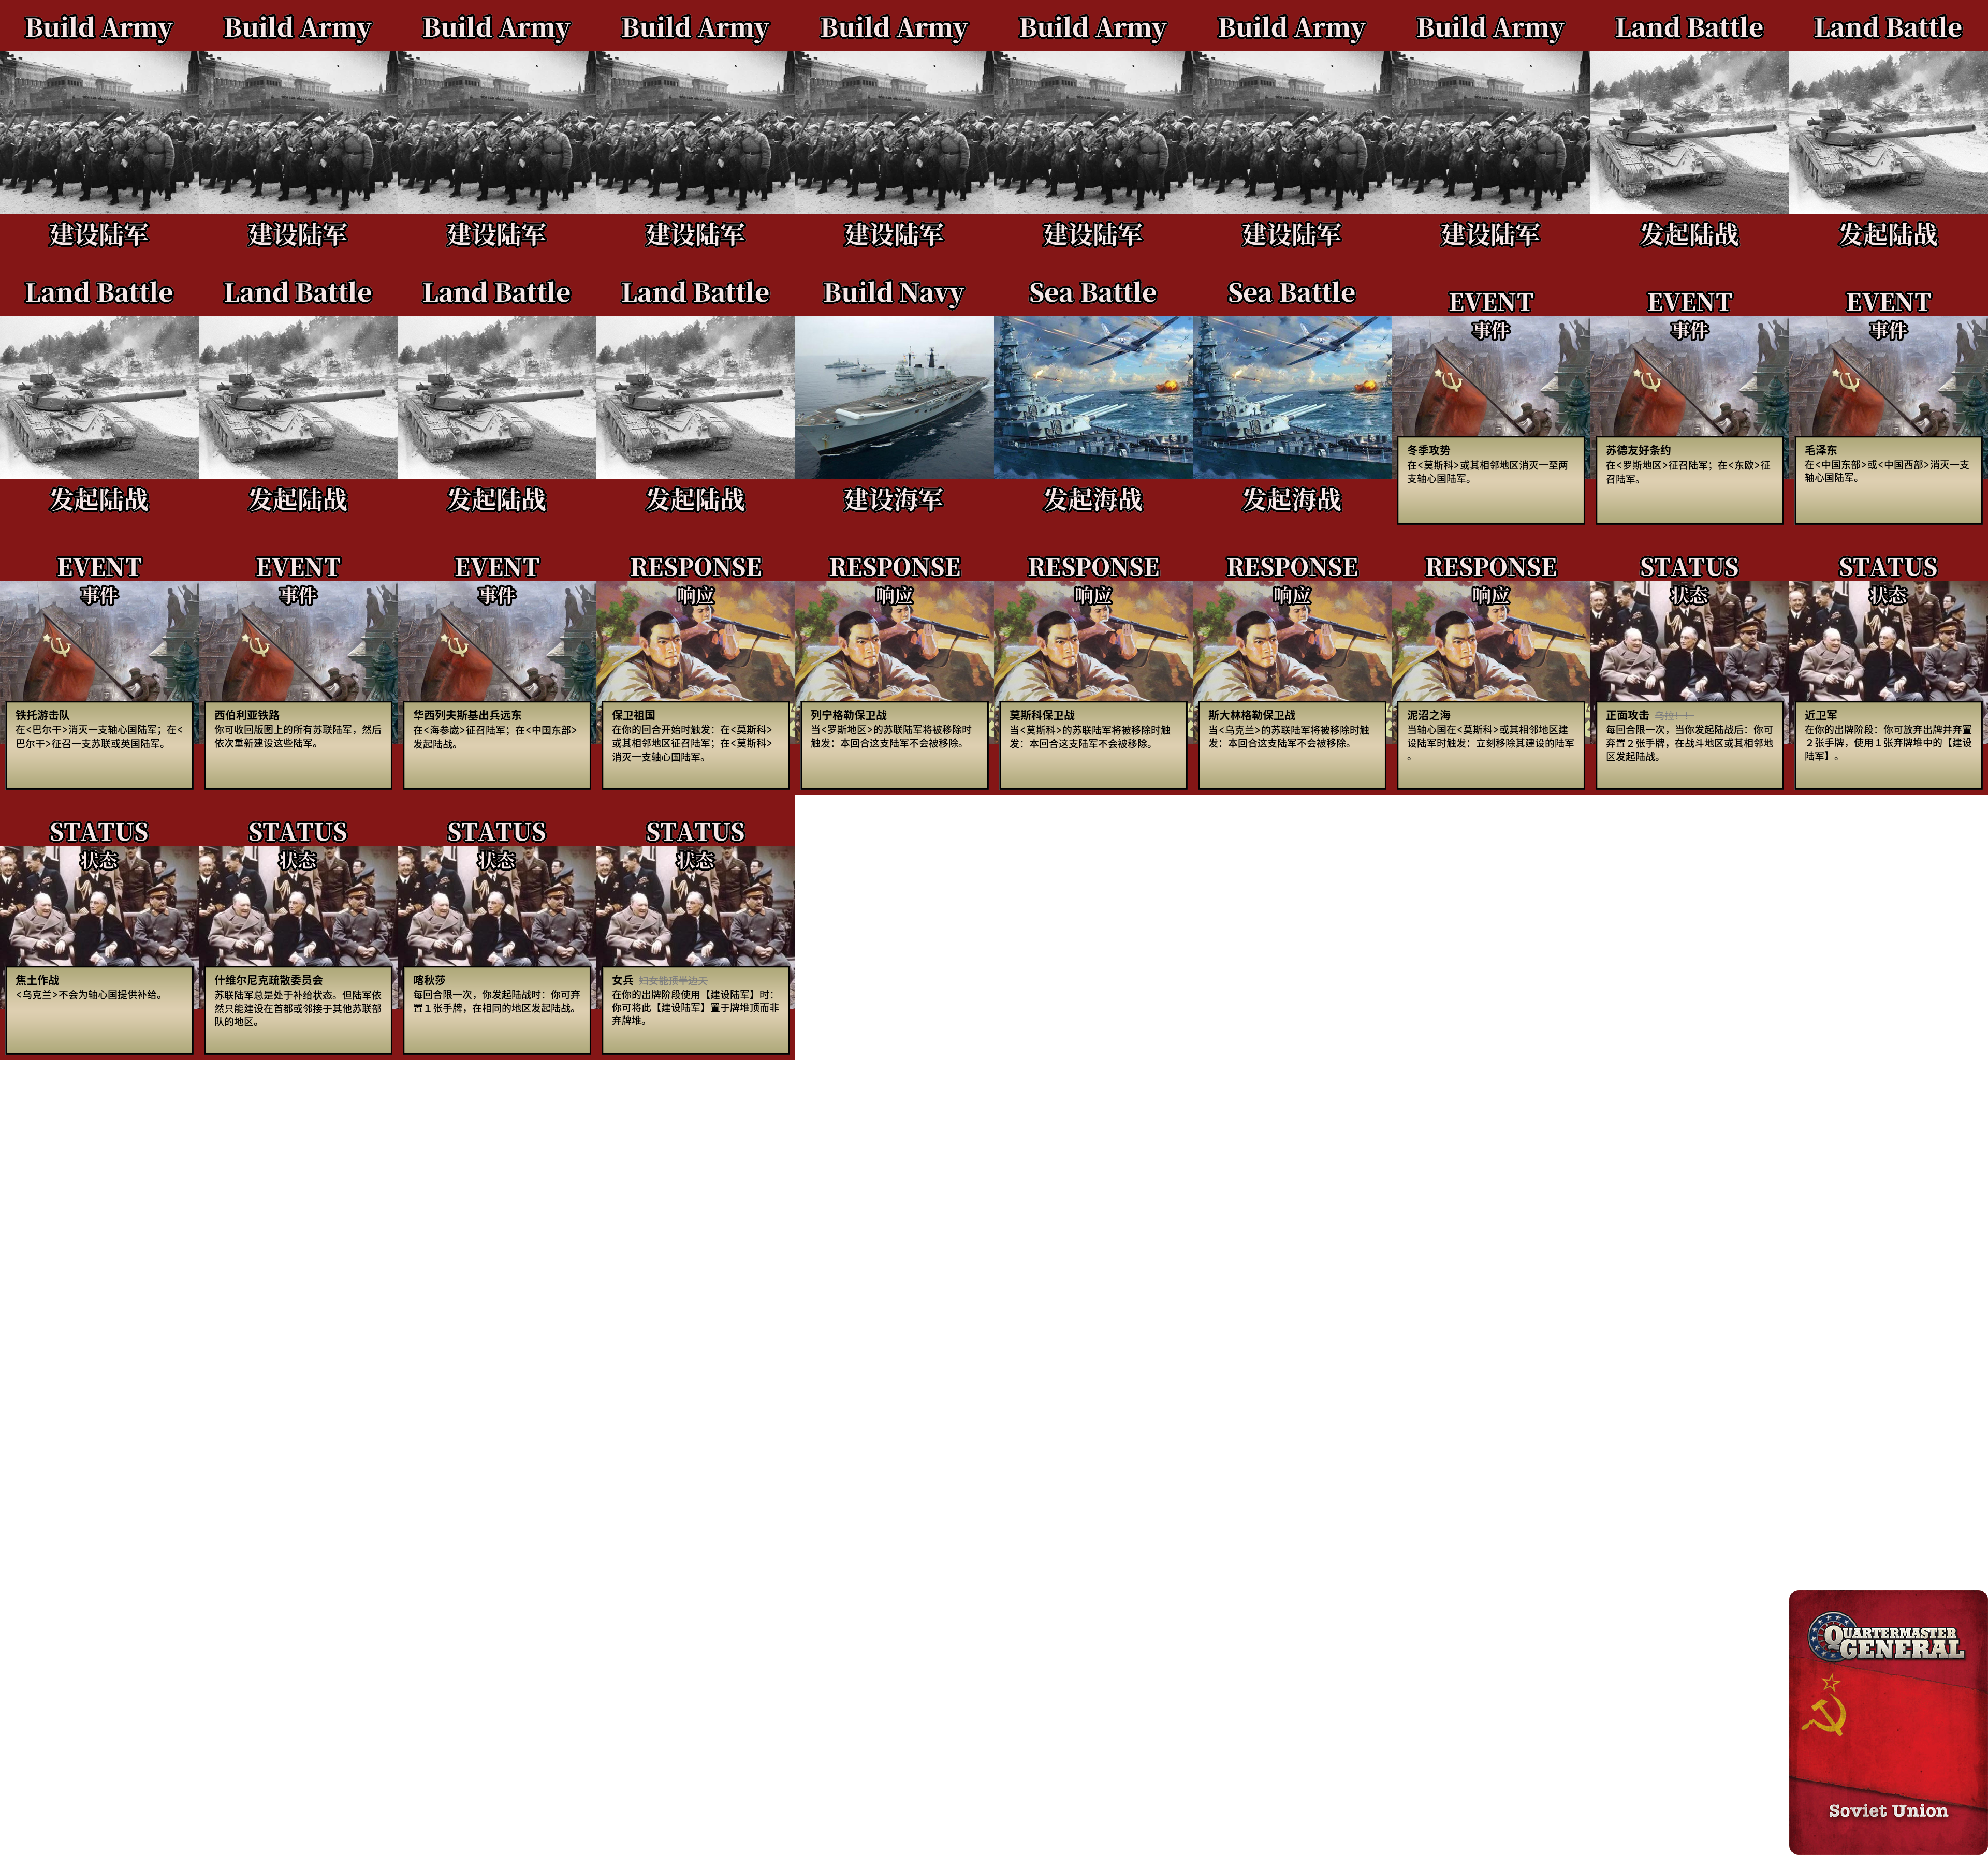 Build Army
Build Army
Build Army
Build Army
Build Army
Build Army
Build Army
Build Army
Land Battle
Land Battle
建设陆军
建设陆军
建设陆军
建设陆军
建设陆军
建设陆军
建设陆军
建设陆军
发起陆战
发起陆战
Land Battle
Land Battle
Land Battle
Land Battle
Build Navy
Sea Battle
Sea Battle
发起陆战
发起陆战
发起陆战
发起陆战
建设海军
发起海战
发起海战
EVENT
事件
冬季攻势
在<莫斯科>或其相邻地区消灭一至两
支轴心国陆军。
EVENT
事件
苏德友好条约
在<罗斯地区>征召陆军；在<东欧>征
召陆军。
EVENT
事件
毛泽东
在<中国东部>或<中国西部>消灭一支
轴心国陆军。
EVENT
事件
铁托游击队
在<巴尔干>消灭一支轴心国陆军；在<
巴尔干>征召一支苏联或英国陆军。
EVENT
事件
西伯利亚铁路
你可收回版图上的所有苏联陆军，然后
依次重新建设这些陆军。
EVENT
事件
华西列夫斯基出兵远东
在<海参崴>征召陆军；在<中国东部>
发起陆战。
RESPONSE
响应
保卫祖国
在你的回合开始时触发：在<莫斯科>
或其相邻地区征召陆军；在<莫斯科>
消灭一支轴心国陆军。
RESPONSE
响应
列宁格勒保卫战
当<罗斯地区>的苏联陆军将被移除时
触发：本回合这支陆军不会被移除。
RESPONSE
响应
莫斯科保卫战
当<莫斯科>的苏联陆军将被移除时触
发：本回合这支陆军不会被移除。
RESPONSE
响应
斯大林格勒保卫战
当<乌克兰>的苏联陆军将被移除时触
发：本回合这支陆军不会被移除。
RESPONSE
响应
泥沼之海
当轴心国在<莫斯科>或其相邻地区建
设陆军时触发：立刻移除其建设的陆军
。
STATUS
状态
正面攻击 乌拉！！
每回合限一次，当你发起陆战后：你可
弃置２张手牌，在战斗地区或其相邻地
区发起陆战。
STATUS
状态
近卫军
在你的出牌阶段：你可放弃出牌并弃置
２张手牌，使用１张弃牌堆中的【建设
陆军】。
STATUS
状态
焦土作战
<乌克兰>不会为轴心国提供补给。
STATUS
状态
什维尔尼克疏散委员会
苏联陆军总是处于补给状态。但陆军依
然只能建设在首都或邻接于其他苏联部
队的地区。
STATUS
状态
喀秋莎
每回合限一次，你发起陆战时：你可弃
置１张手牌，在相同的地区发起陆战。
STATUS
状态
女兵 妇女能撑半边天
在你的出牌阶段使用【建设陆军】时：
你可将此【建设陆军】置于牌堆顶而非
弃牌堆。
QUARTERMASTER
GENERAL
Soviet Union